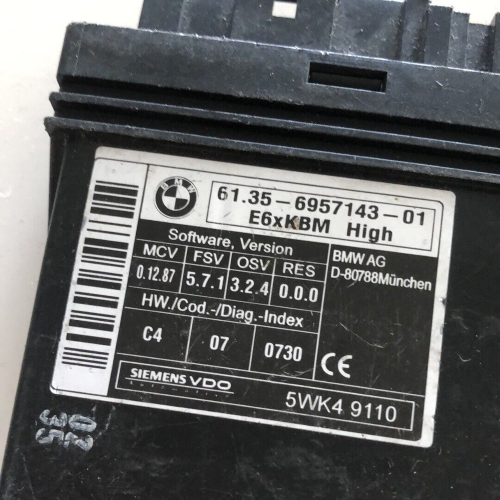 BMW
61.35-6957143-01
E6xKBM High
Software, Version
MCV FSV OSV RES
0.12.87 5.7.1 3.2.4 0.0.0
BMW AG
D-80788München
HW./Cod.-/Diag.-Index
C4 07 0730
CE
SIEMENS VDO
Automotive
5WK4 9110